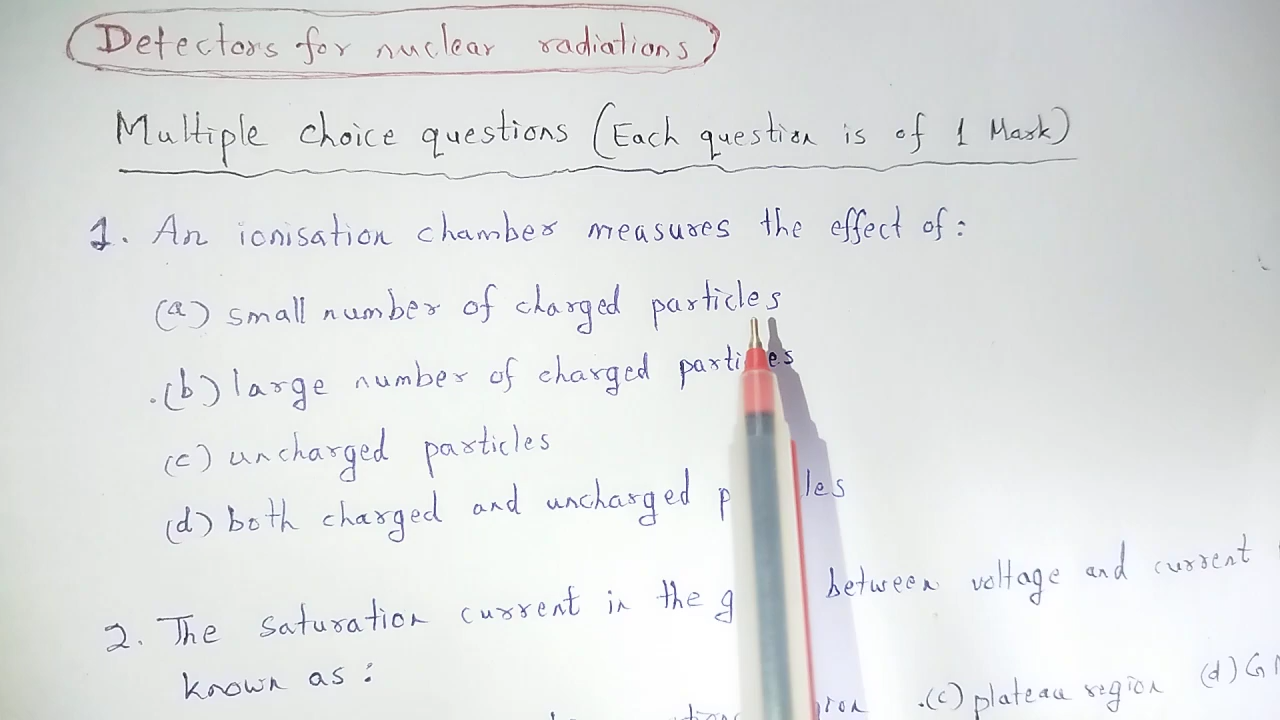 Detectors for nuclear radiations
Multiple choice questions (Each question is of 1 Mark)
1. An ionisation chamber measures the effect of :
(a) small number of charged particles
.(b) large number of charged
(c) uncharged particles
(d) both charged and uncharged
2. The saturation current in the between voltage and current
known as :
.(c) plateau region (d)